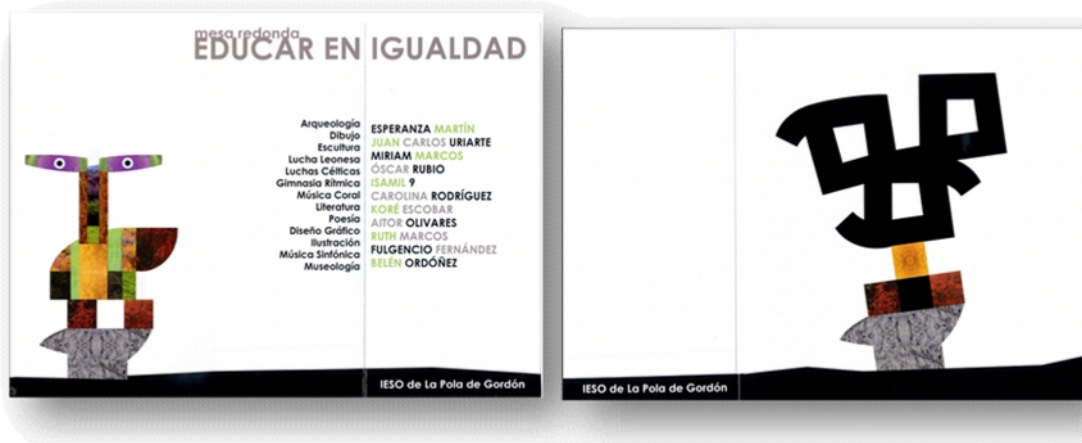 mesa redonda
EDUCAR EN IGUALDAD
Arqueología
Dibujo
Escultura
Lucha Leonesa
Luchas Célticas
Gimnasia Rítmica
Música Coral
Literatura
Poesía
Diseño Gráfico
Ilustración
Música Sinfónica
Museología
ESPERANZA MARTÍN
JUAN CARLOS URIARTE
MIRIAM MARCOS
ÓSCAR RUBIO
ISAMIL 9
CAROLINA RODRÍGUEZ
KORÉ ESCOBAR
AITOR OLIVARES
RUTH MARCOS
FULGENCIO FERNÁNDEZ
BELÉN ORDÓÑEZ
IESO de La Pola de Gordón
IESO de La Pola de Gordón